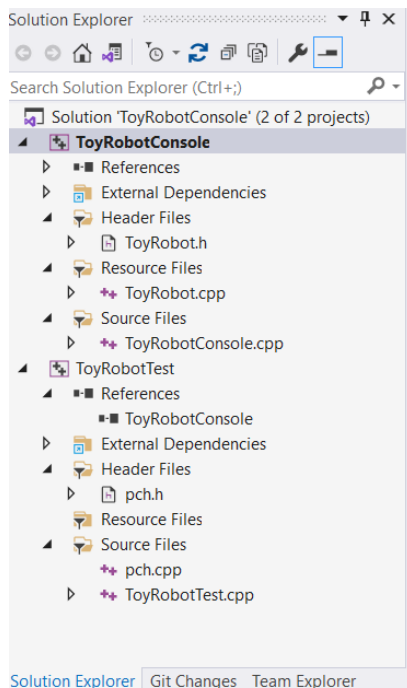 Solution Explorer
Search Solution Explorer (Ctrl+;)
Solution 'ToyRobotConsole' (2 of 2 projects)
ToyRobotConsole
References
External Dependencies
Header Files
ToyRobot.h
Resource Files
ToyRobot.cpp
Source Files
ToyRobotConsole.cpp
ToyRobotTest
References
ToyRobotConsole
External Dependencies
Header Files
pch.h
Resource Files
Source Files
pch.cpp
ToyRobotTest.cpp
Solution Explorer Git Changes Team Explorer